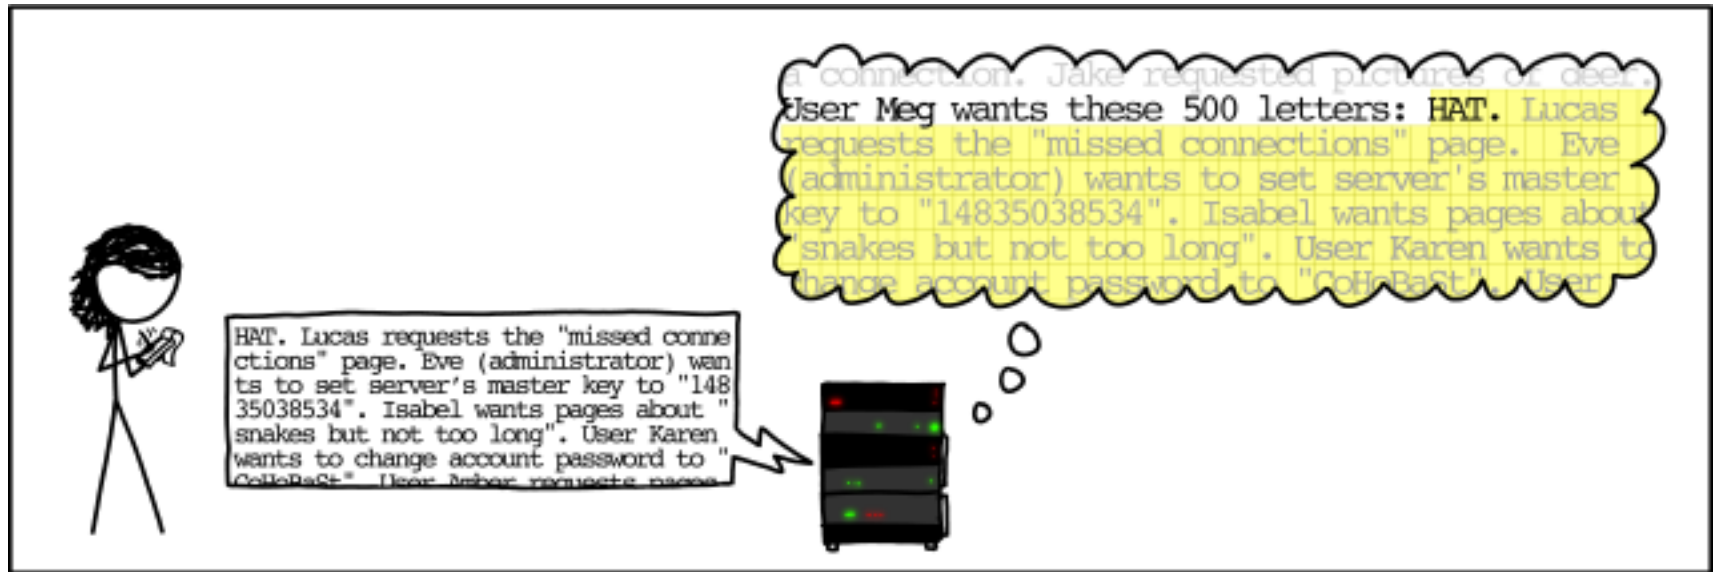 a connection. Jake requested pictures of deer.
User Meg wants these 500 letters: HAT. Lucas
requests the "missed connections" page. Eve
(administrator) wants to set server's master
key to "14835038534". Isabel wants pages about
"snakes but not too long". User Karen wants to
change account password to "CoHoBaSt". User
HAT. Lucas requests the "missed conne
ctions" page. Eve (administrator) wan
ts to set server's master key to "148
35038534". Isabel wants pages about "
snakes but not too long". User Karen
wants to change account password to "
CoHoBaSt". User Amber requests pages